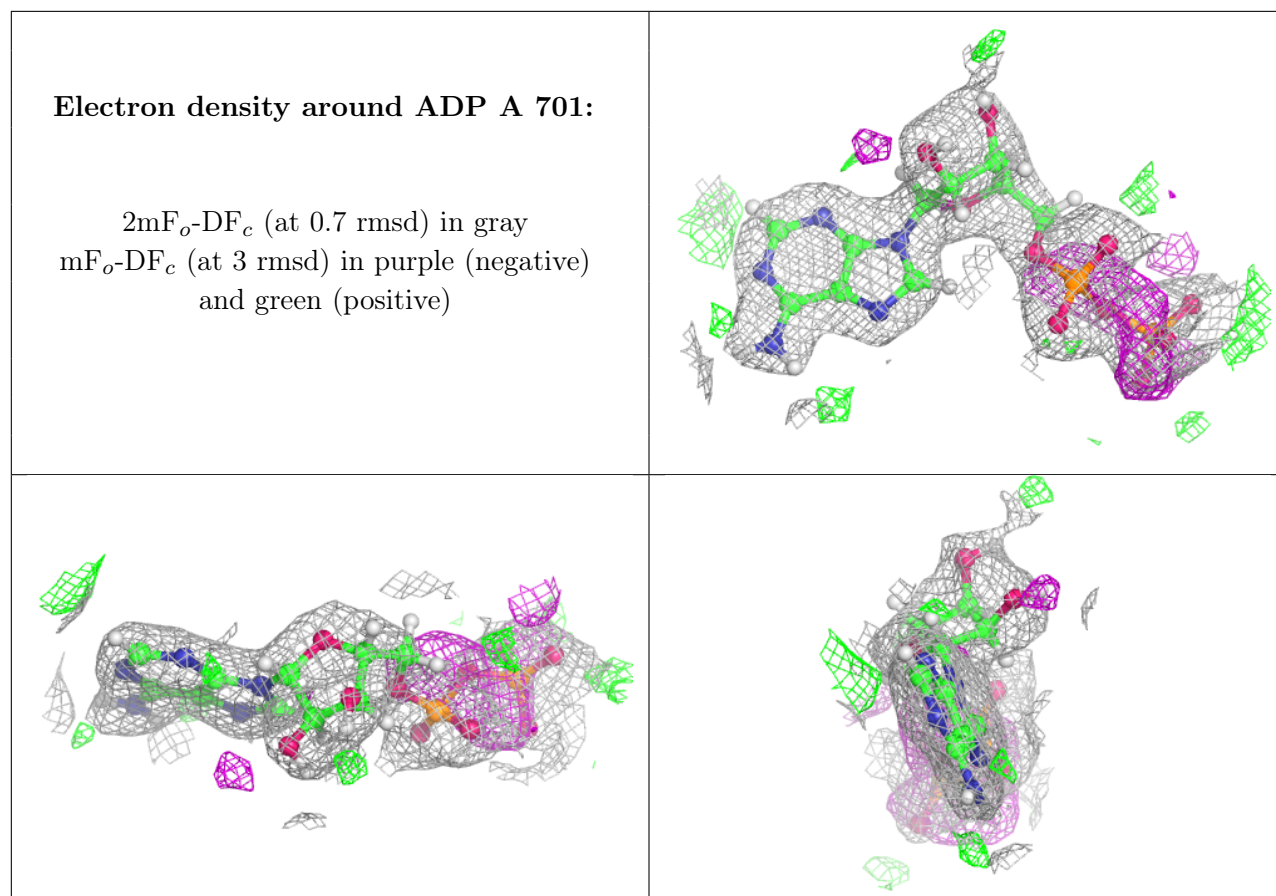 Electron density around ADP A 701:
2mFo-DFc (at 0.7 rmsd) in gray
mFo-DFc (at 3 rmsd) in purple (negative)
and green (positive)